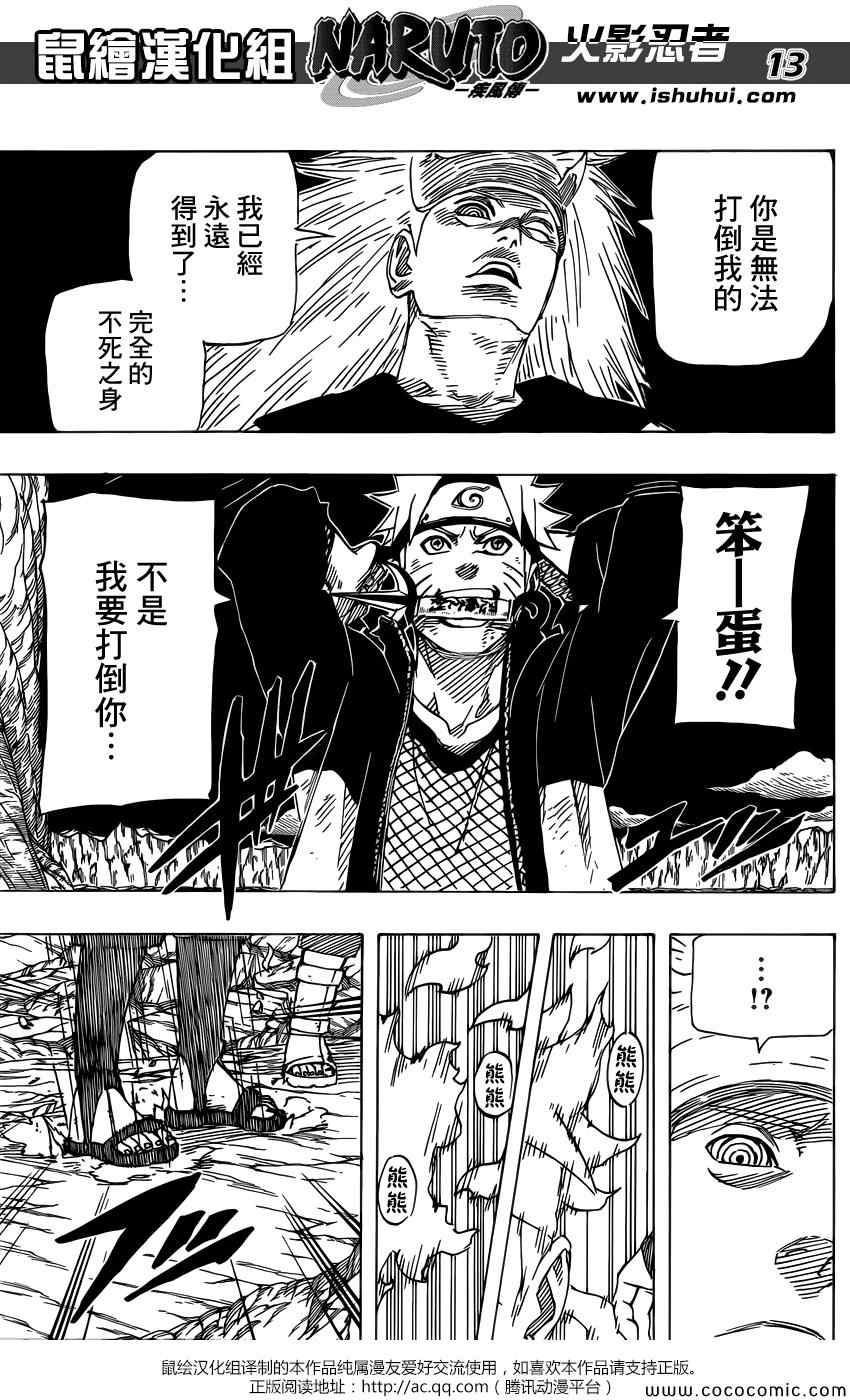 鼠繪漢化組
NARUTO
-疾風傳-
火影忍者
13
www.ishuhui.com
你是無法
打倒我的
我已經
永遠
得到了…
完全的
不死之身
笨—蛋!!
不是
我要打倒你…
…!?
熊熊
熊熊
熊熊
鼠绘汉化组译制的本作品纯属漫友爱好交流使用，如喜欢本作品请支持正版。
正版阅读地址：http://ac.qq.com（腾讯动漫平台）
www.cococomic.com